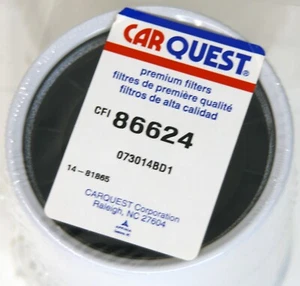 CARQUEST®
premium filters
filtres de première qualité
filtros de alta calidad
CFI 86624
073014BD1
14-81865
CARQUEST Corporation
Raleigh, NC 27604